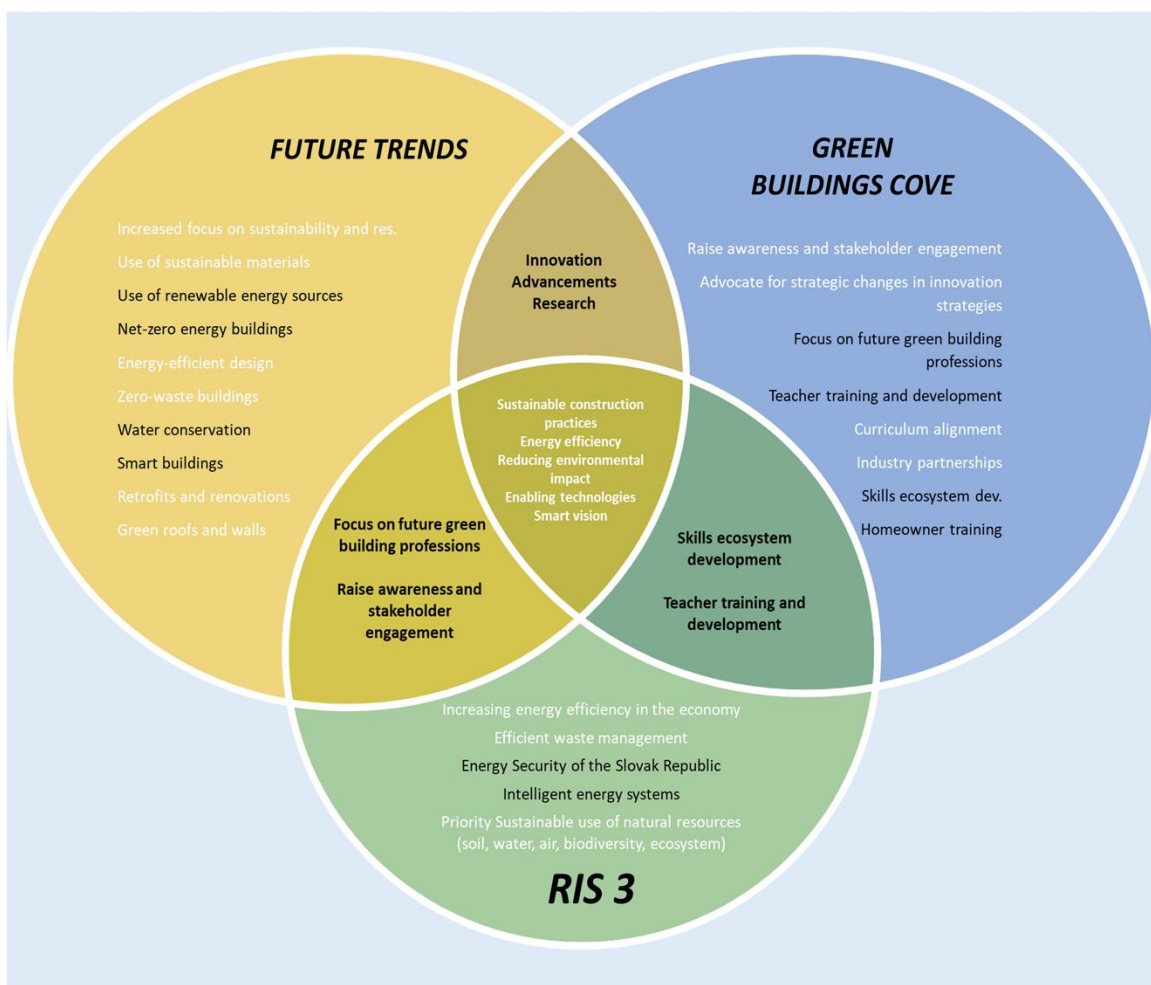 FUTURE TRENDS
Increased focus on sustainability and res.
Use of sustainable materials
Use of renewable energy sources
Net-zero energy buildings
Energy-efficient design
Zero-waste buildings
Water conservation
Smart buildings
Retrofits and renovations
Green roofs and walls
GREEN
BUILDINGS COVE
Raise awareness and stakeholder engagement
Advocate for strategic changes in innovation
strategies
Focus on future green building
professions
Teacher training and development
Curriculum alignment
Industry partnerships
Skills ecosystem dev.
Homeowner training
Innovation
Advancements
Research
Sustainable construction
practices
Energy efficiency
Reducing environmental
impact
Enabling technologies
Smart vision
Focus on future green
building professions
Raise awareness and
stakeholder
engagement
Skills ecosystem
development
Teacher training and
development
Increasing energy efficiency in the economy
Efficient waste management
Energy Security of the Slovak Republic
Intelligent energy systems
Priority Sustainable use of natural resources
(soil, water, air, biodiversity, ecosystem)
RIS 3